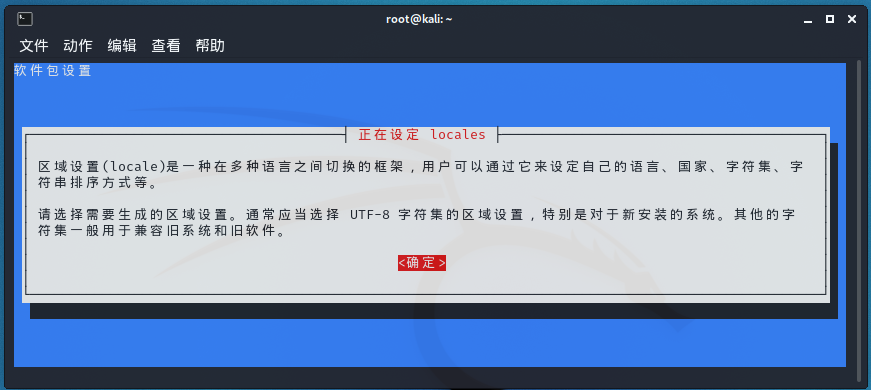 root@kali: ~
文件 动作 编辑 查看 帮助
软件包设置
正在设定 locales
区域设置(locale)是一种在多种语言之间切换的框架，用户可以通过它来设定自己的语言、国家、字符集、字
符串排序方式等。
请选择需要生成的区域设置。通常应当选择 UTF-8 字符集的区域设置，特别是对于新安装的系统。其他的字
符集一般用于兼容旧系统和旧软件。
<确定>